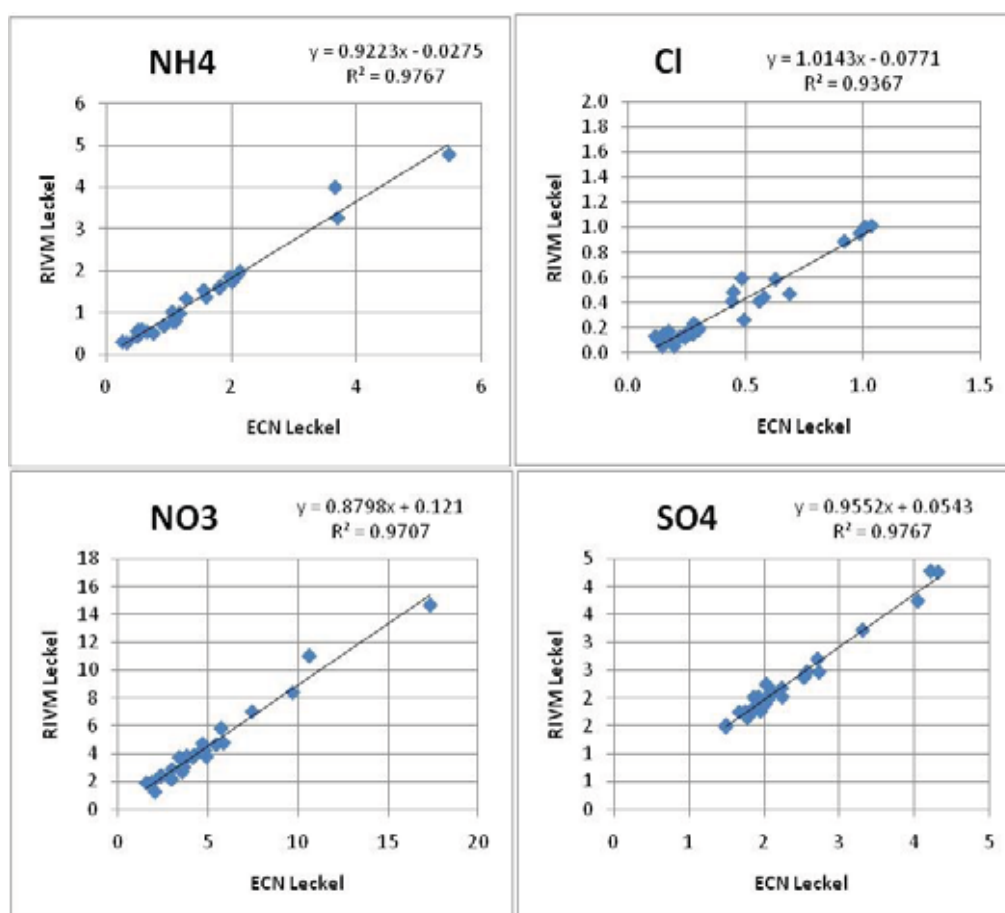 NH4
y = 0.9223x - 0.0275
R² = 0.9767
6
5
4
3
2
1
0
0 2 4 6
RIVM Leckel
ECN Leckel
Cl
y = 1.0143x - 0.0771
R² = 0.9367
2.0
1.8
1.6
1.4
1.2
1.0
0.8
0.6
0.4
0.2
0.0
0.0 0.5 1.0 1.5
RIVM Leckel
ECN Leckel
NO3
y = 0.8798x + 0.121
R² = 0.9707
18
16
14
12
10
8
6
4
2
0
0 5 10 15 20
RIVM Leckel
ECN Leckel
SO4
y = 0.9552x + 0.0543
R² = 0.9767
5
4
4
3
3
2
2
1
1
0
0 1 2 3 4 5
RIVM Leckel
ECN Leckel